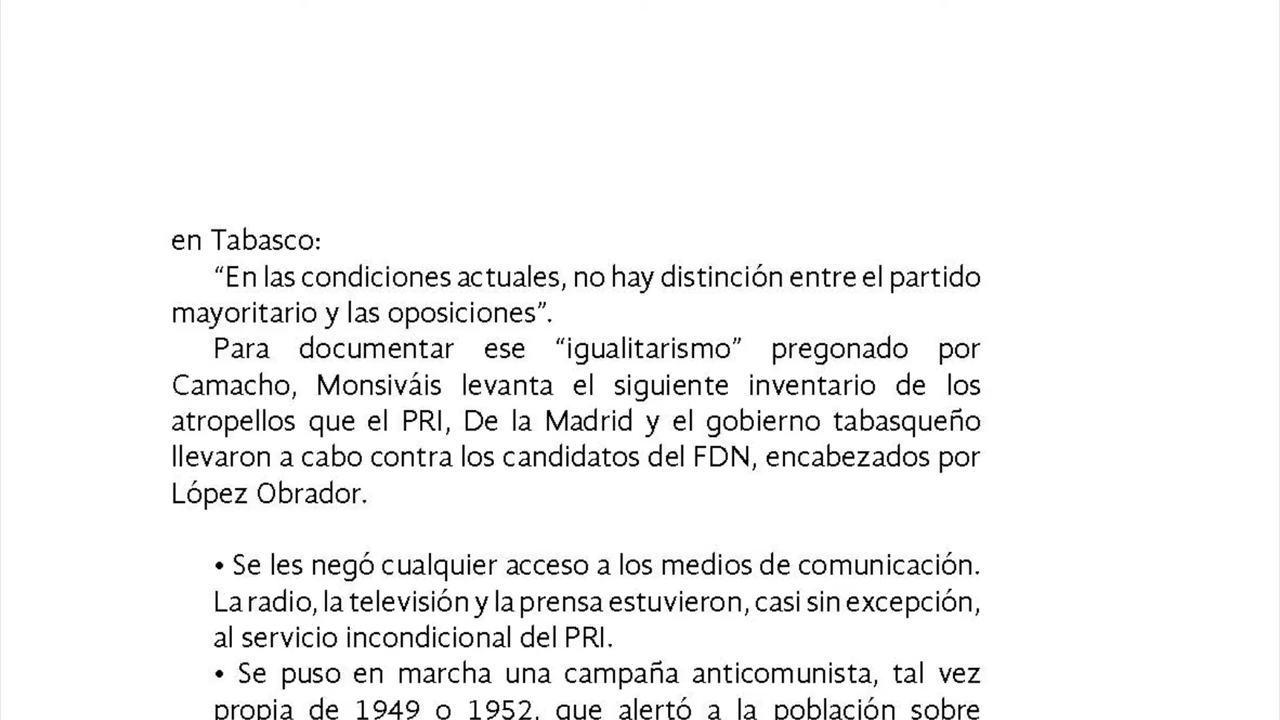 en Tabasco:
“En las condiciones actuales, no hay distinción entre el partido
mayoritario y las oposiciones”.
Para documentar ese “igualitarismo” pregonado por
Camacho, Monsiváis levanta el siguiente inventario de los
atropellos que el PRI, De la Madrid y el gobierno tabasqueño
llevaron a cabo contra los candidatos del FDN, encabezados por
López Obrador.
• Se les negó cualquier acceso a los medios de comunicación.
La radio, la televisión y la prensa estuvieron, casi sin excepción,
al servicio incondicional del PRI.
• Se puso en marcha una campaña anticomunista, tal vez
propia de 1949 o 1952, que alertó a la población sobre